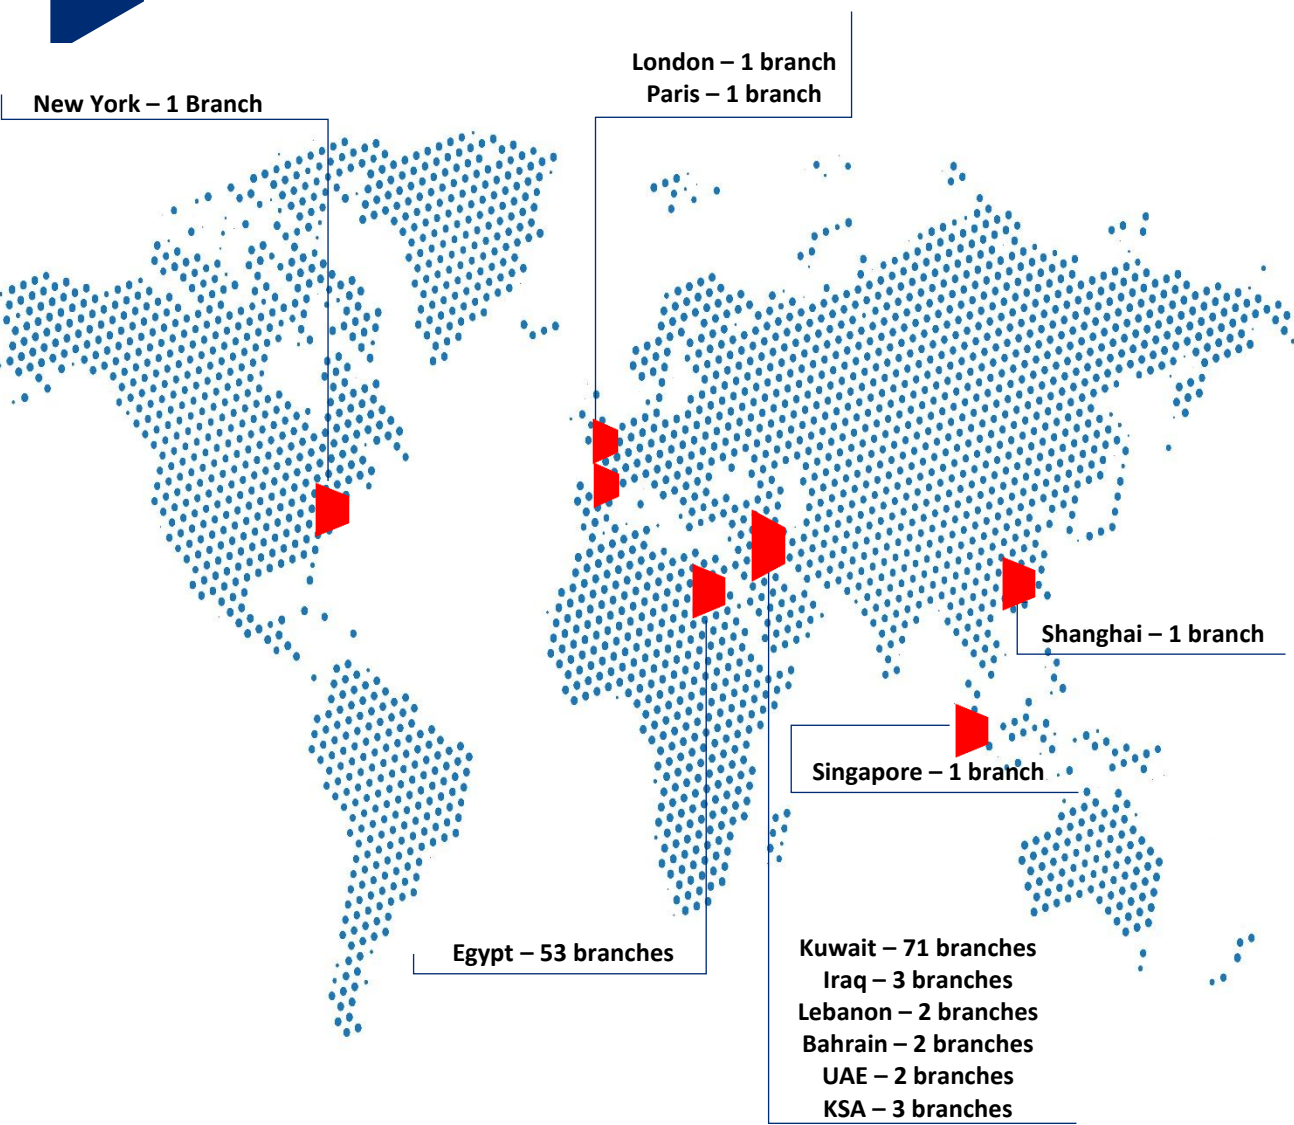 London – 1 branch
Paris – 1 branch
New York – 1 Branch
Shanghai – 1 branch
Singapore – 1 branch
Egypt – 53 branches
Kuwait – 71 branches
Iraq – 3 branches
Lebanon – 2 branches
Bahrain – 2 branches
UAE – 2 branches
KSA – 3 branches